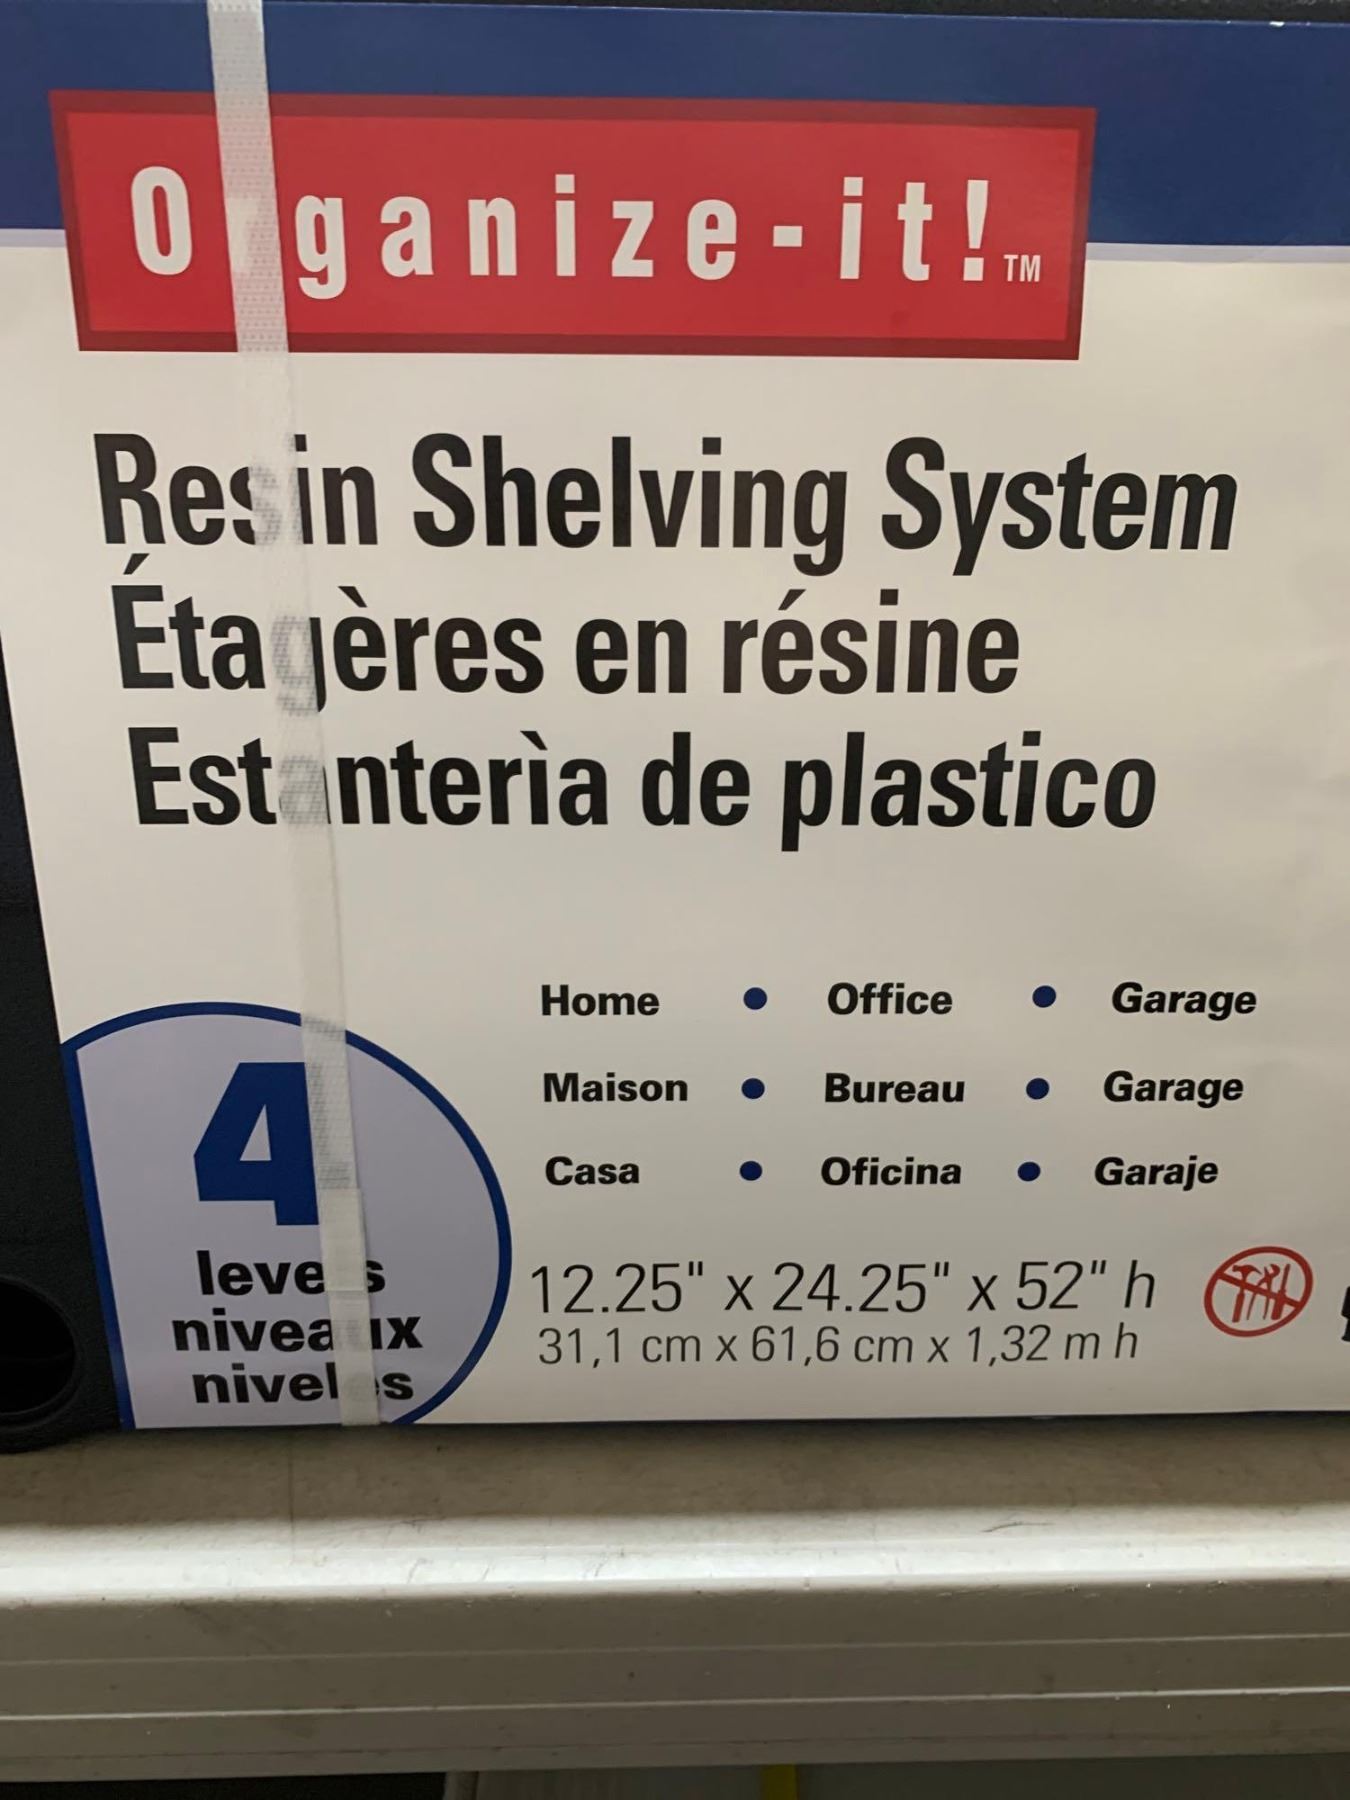 Organize-it!™
Resin Shelving System
Étagères en résine
Estanterìa de plastico
Home • Office • Garage
Maison • Bureau • Garage
Casa • Oficina • Garaje
4
levels
niveaux
niveles
12.25" x 24.25" x 52" h
31,1 cm x 61,6 cm x 1,32 m h